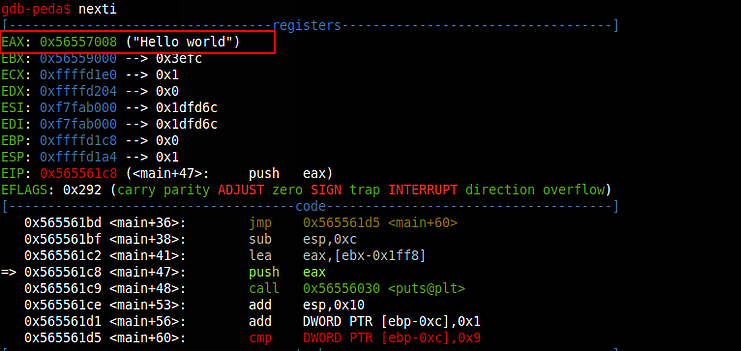 gdb-peda$ nexti
[----------------------------------registers-----------------------------------]
EAX: 0x56557008 ("Hello world")
EBX: 0x56559000 --> 0x3efc
ECX: 0xffffd1e0 --> 0x1
EDX: 0xffffd204 --> 0x0
ESI: 0xf7fab000 --> 0x1dfd6c
EDI: 0xf7fab000 --> 0x1dfd6c
EBP: 0xffffd1c8 --> 0x0
ESP: 0xffffd1a4 --> 0x1
EIP: 0x565561c8 (<main+47>: push eax)
EFLAGS: 0x292 (carry parity ADJUST zero SIGN trap INTERRUPT direction overflow)
[-------------------------------------code-------------------------------------]
0x565561bd <main+36>: jmp 0x565561d5 <main+60>
0x565561bf <main+38>: sub esp,0xc
0x565561c2 <main+41>: lea eax,[ebx-0x1ff8]
=> 0x565561c8 <main+47>: push eax
0x565561c9 <main+48>: call 0x56556030 <puts@plt>
0x565561ce <main+53>: add esp,0x10
0x565561d1 <main+56>: add DWORD PTR [ebp-0xc],0x1
0x565561d5 <main+60>: cmp DWORD PTR [ebp-0xc],0x9